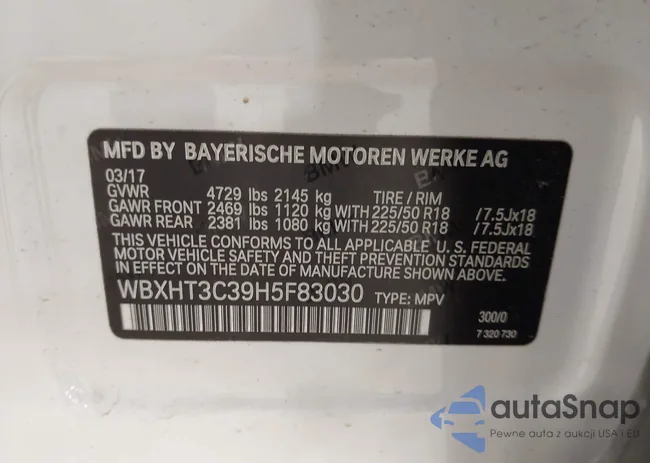 MFD BY BAYERISCHE MOTOREN WERKE AG
03/17
GVWR 4729 lbs 2145 kg TIRE / RIM
GAWR FRONT 2469 lbs 1120 kg WITH 225/50 R18 /7.5Jx18
GAWR REAR 2381 lbs 1080 kg WITH 225/50 R18 /7.5Jx18
THIS VEHICLE CONFORMS TO ALL APPLICABLE U. S. FEDERAL
MOTOR VEHICLE SAFETY AND
THEFT PREVENTION STANDARDS IN EFFECT ON
THE DATE OF MANUFACTURE SHOWN ABOVE.
WBXHT3C39H5F83030 TYPE: MPV
300/0
7 320 730
autaSnap
Pewne auta z aukcji USA i EU